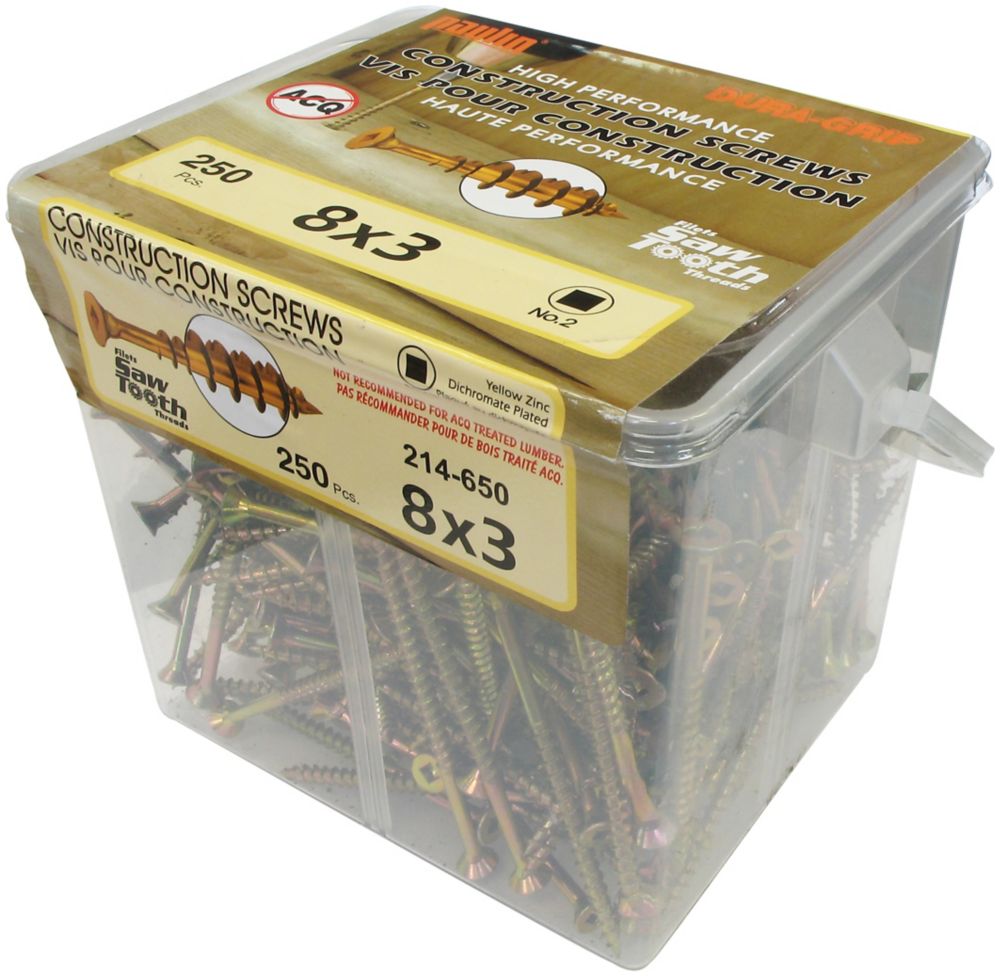 Paulin
DURA-GRIP
HIGH PERFORMANCE
CONSTRUCTION SCREWS
VIS POUR CONSTRUCTION
HAUTE PERFORMANCE
ACQ
Filets
Saw
Tooth
Threads
250
Pcs.
8x3
No.2
CONSTRUCTION SCREWS
VIS POUR CONSTRUCTION
Filets
Saw
Tooth
Threads
Yellow Zinc
Dichromate Plated
NOT RECOMMENDED FOR ACQ TREATED LUMBER.
PAS RÉCOMMANDER POUR DE BOIS TRAITÉ ACQ.
250 Pcs.
214-650
8x3